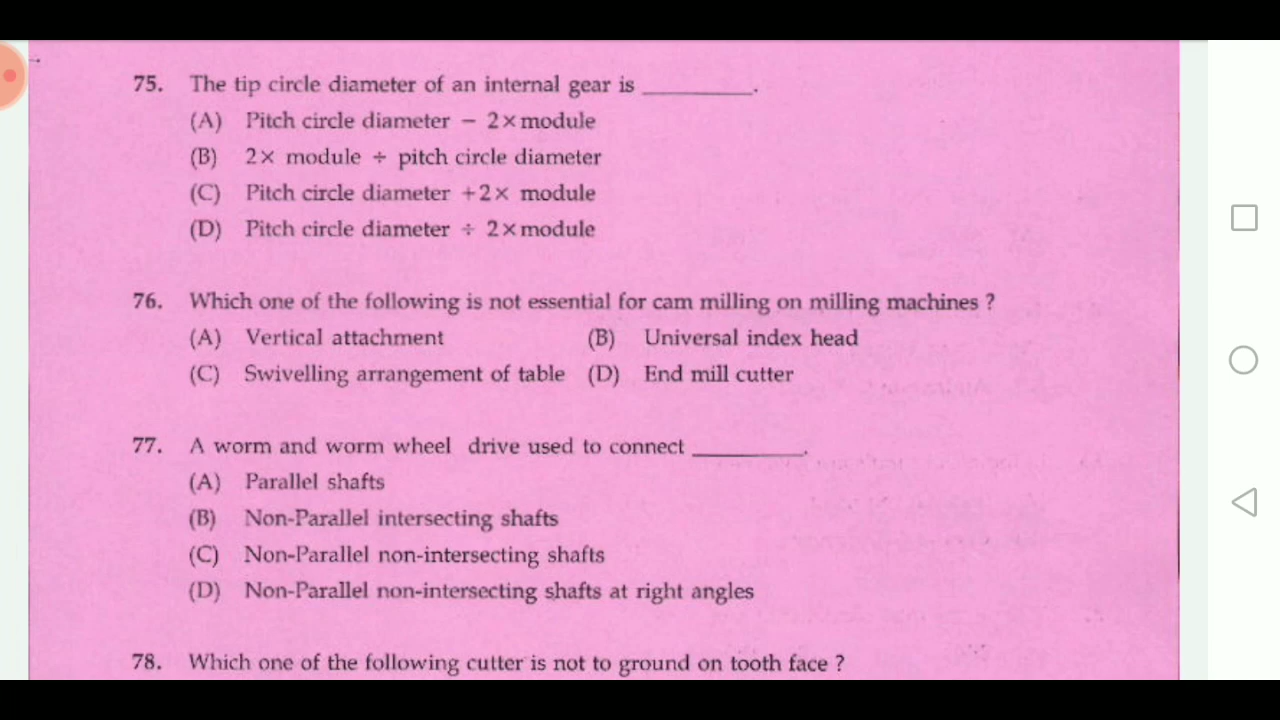 75. The tip circle diameter of an internal gear is __________.
(A) Pitch circle diameter − 2×module
(B) 2× module ÷ pitch circle diameter
(C) Pitch circle diameter +2× module
(D) Pitch circle diameter ÷ 2×module
76. Which one of the following is not essential for cam milling on milling machines ?
(A) Vertical attachment (B) Universal index head
(C) Swivelling arrangement of table (D) End mill cutter
77. A worm and worm wheel drive used to connect __________.
(A) Parallel shafts
(B) Non-Parallel intersecting shafts
(C) Non-Parallel non-intersecting shafts
(D) Non-Parallel non-intersecting shafts at right angles
78. Which one of the following cutter is not to ground on tooth face ?